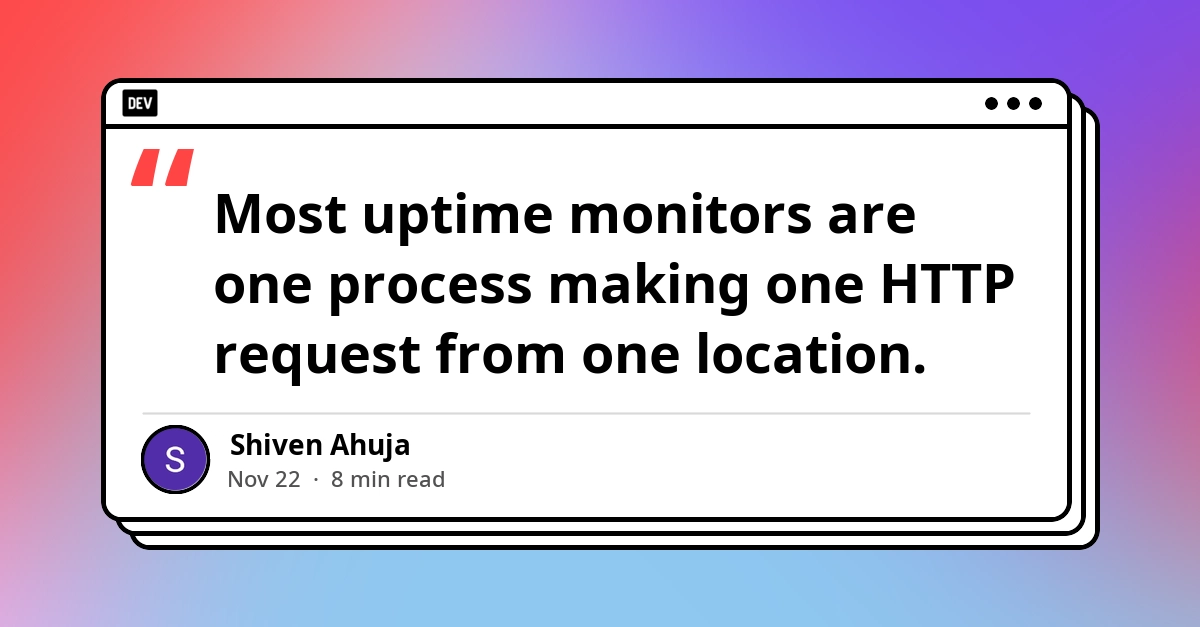 DEV
“
Most uptime monitors are
one process making one HTTP
request from one location.
S
Shiven Ahuja
Nov 22 · 8 min read